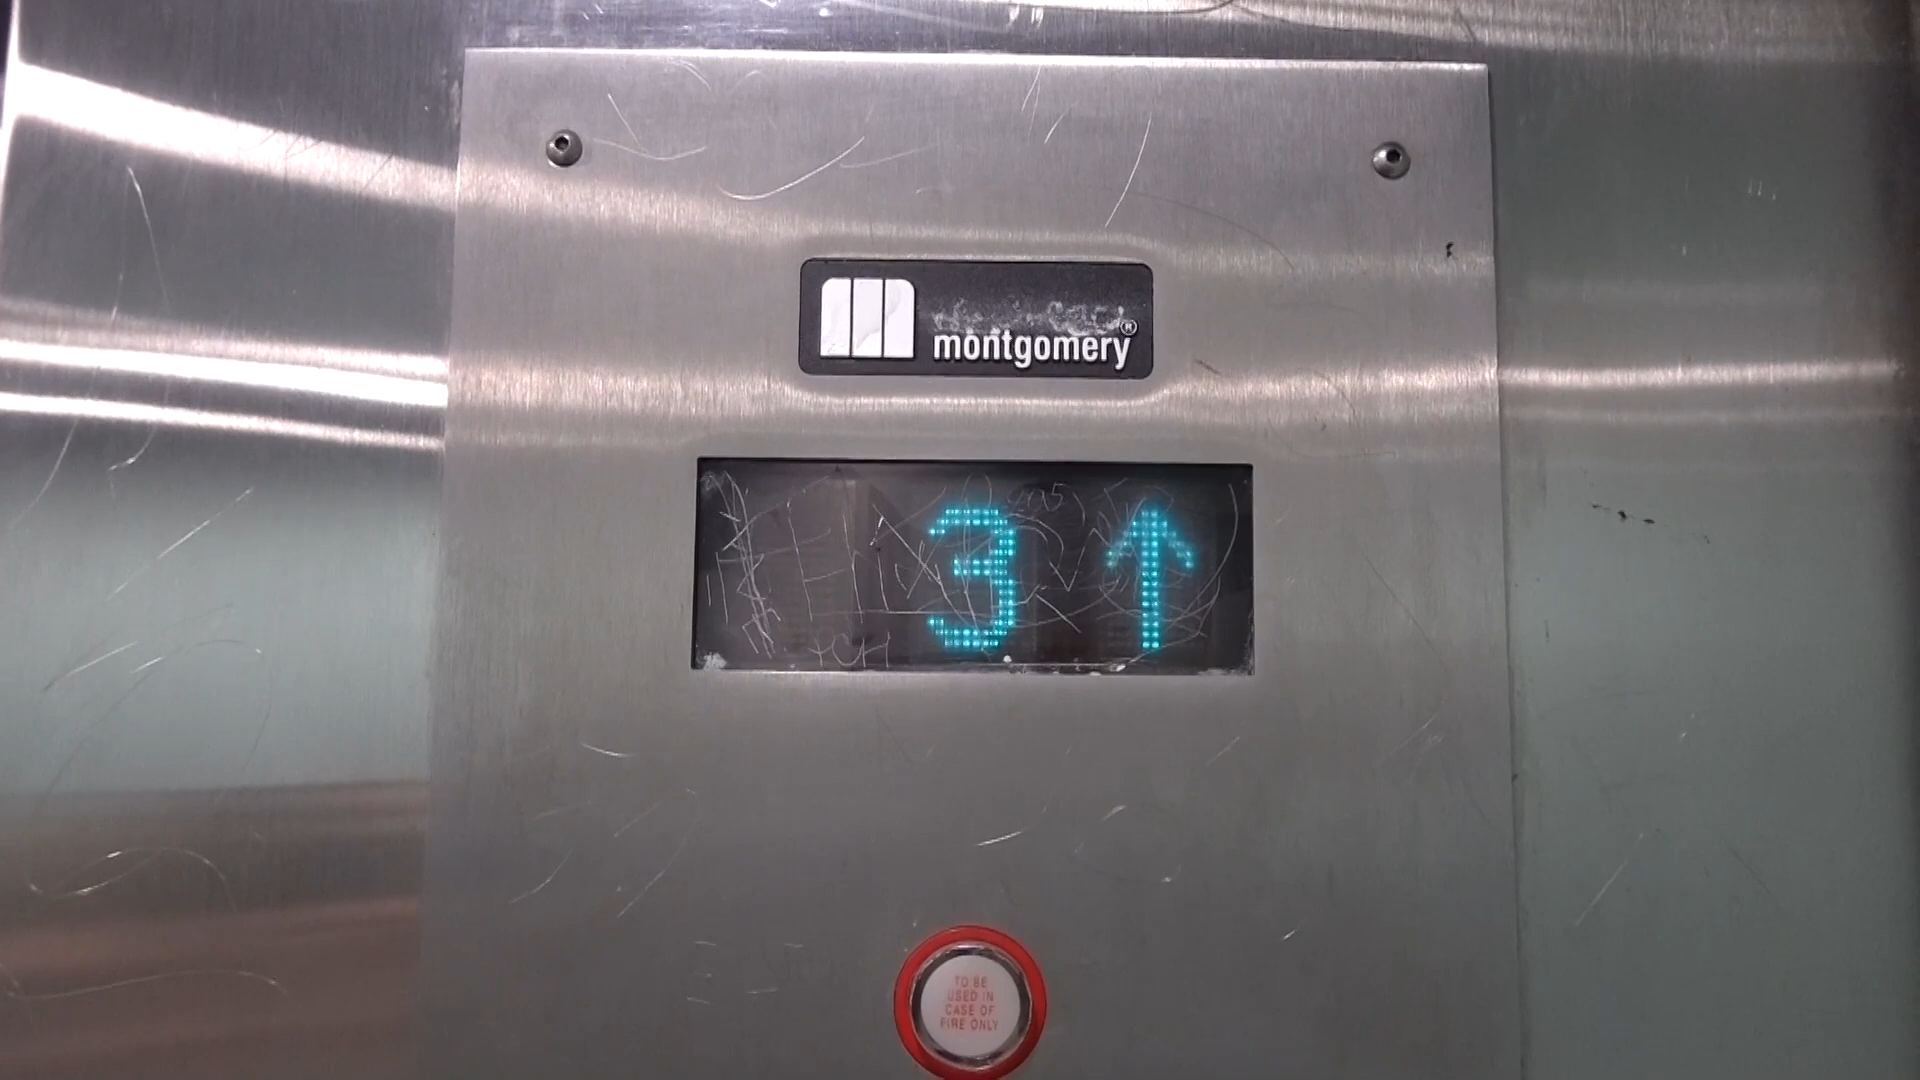 montgomery®
3 ↑
TO BE
USED IN
CASE OF
FIRE ONLY